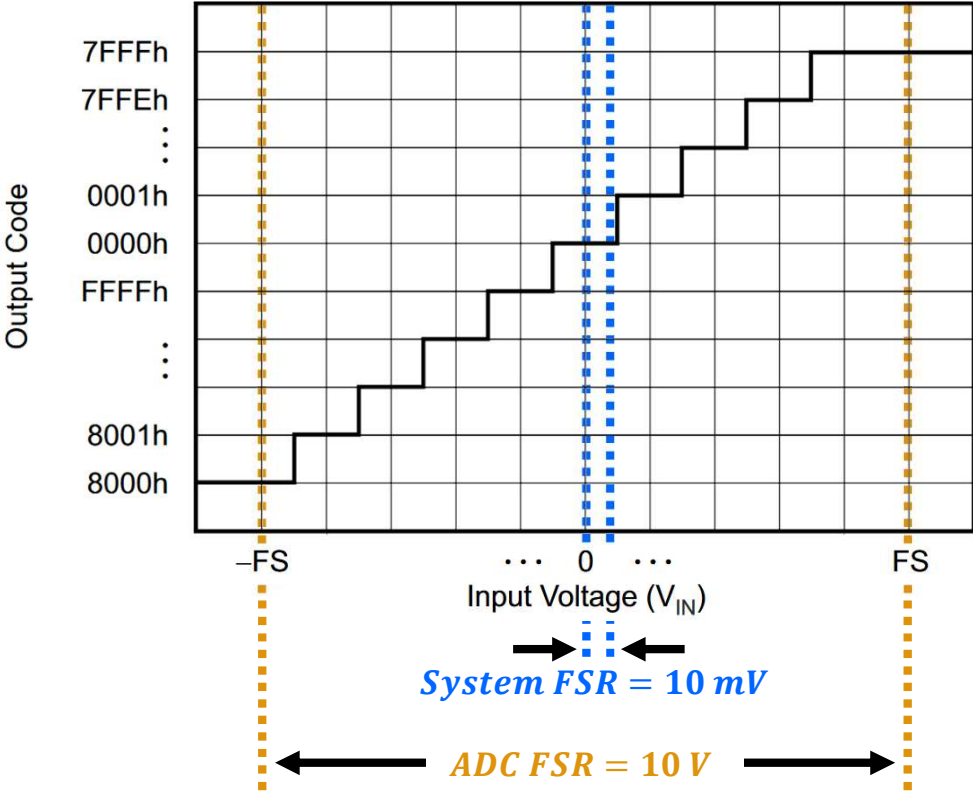 Output Code
7FFFh
7FFEh
⋮
0001h
0000h
FFFFh
⋮
8001h
8000h
–FS ··· 0 ··· FS
Input Voltage (V_IN)
System FSR = 10 mV
ADC FSR = 10 V